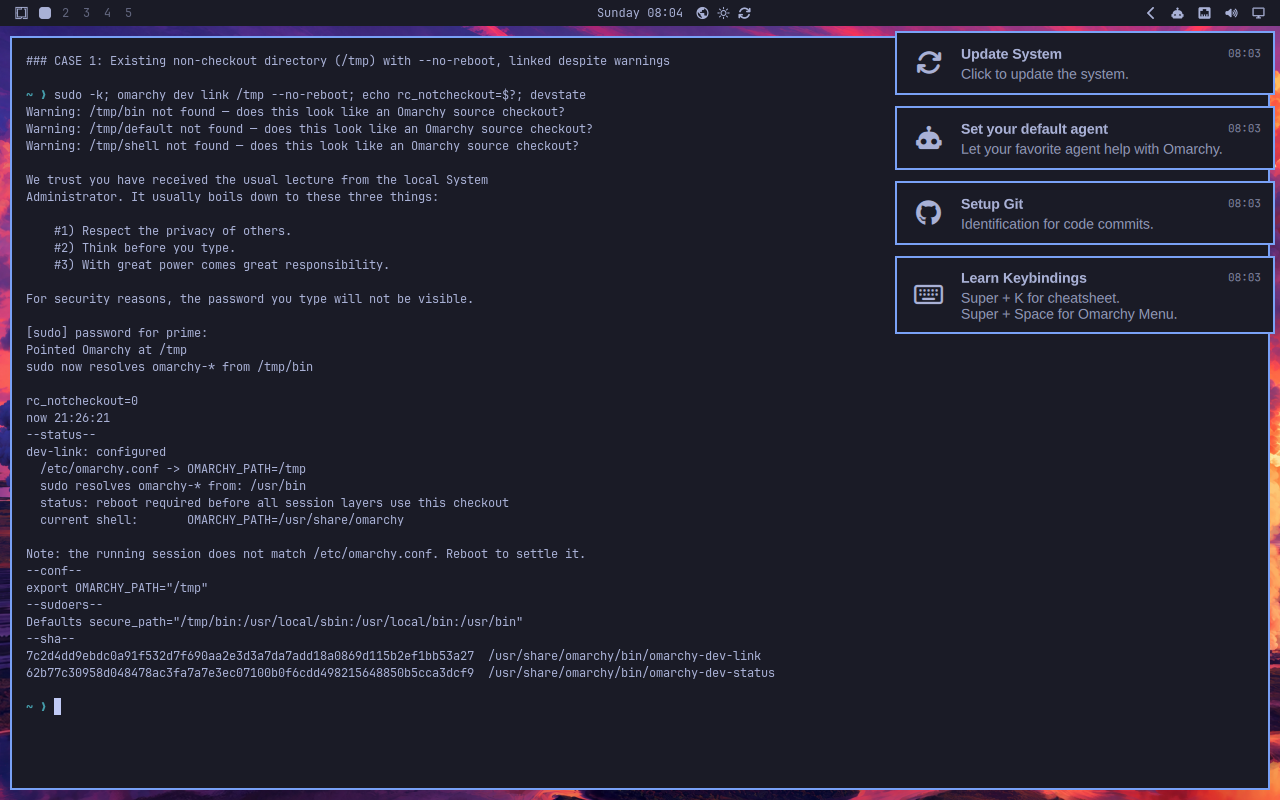 2 3 4 5
Sunday 08:04
### CASE 1: Existing non-checkout directory (/tmp) with --no-reboot, linked despite warnings
~ ❯ sudo -k; omarchy dev link /tmp --no-reboot; echo rc_notcheckout=$?; devstate
Warning: /tmp/bin not found — does this look like an Omarchy source checkout?
Warning: /tmp/default not found — does this look like an Omarchy source checkout?
Warning: /tmp/shell not found — does this look like an Omarchy source checkout?
We trust you have received the usual lecture from the local System
Administrator. It usually boils down to these three things:
#1) Respect the privacy of others.
#2) Think before you type.
#3) With great power comes great responsibility.
For security reasons, the password you type will not be visible.
[sudo] password for prime:
Pointed Omarchy at /tmp
sudo now resolves omarchy-* from /tmp/bin
rc_notcheckout=0
now 21:26:21
--status--
dev-link: configured
/etc/omarchy.conf -> OMARCHY_PATH=/tmp
sudo resolves omarchy-* from: /usr/bin
status: reboot required before all session layers use this checkout
current shell:       OMARCHY_PATH=/usr/share/omarchy
Note: the running session does not match /etc/omarchy.conf. Reboot to settle it.
--conf--
export OMARCHY_PATH="/tmp"
--sudoers--
Defaults secure_path="/tmp/bin:/usr/local/sbin:/usr/local/bin:/usr/bin"
--sha--
7c2d4dd9ebdc0a91f532d7f690aa2e3d3a7da7add18a0869d115b2ef1bb53a27  /usr/share/omarchy/bin/omarchy-dev-link
62b77c30958d048478ac3fa7a7e3ec07100b0f6cdd498215648850b5cca3dcf9  /usr/share/omarchy/bin/omarchy-dev-status
~ ❯
Update System 08:03
Click to update the system.
Set your default agent 08:03
Let your favorite agent help with Omarchy.
Setup Git 08:03
Identification for code commits.
Learn Keybindings 08:03
Super + K for cheatsheet.
Super + Space for Omarchy Menu.